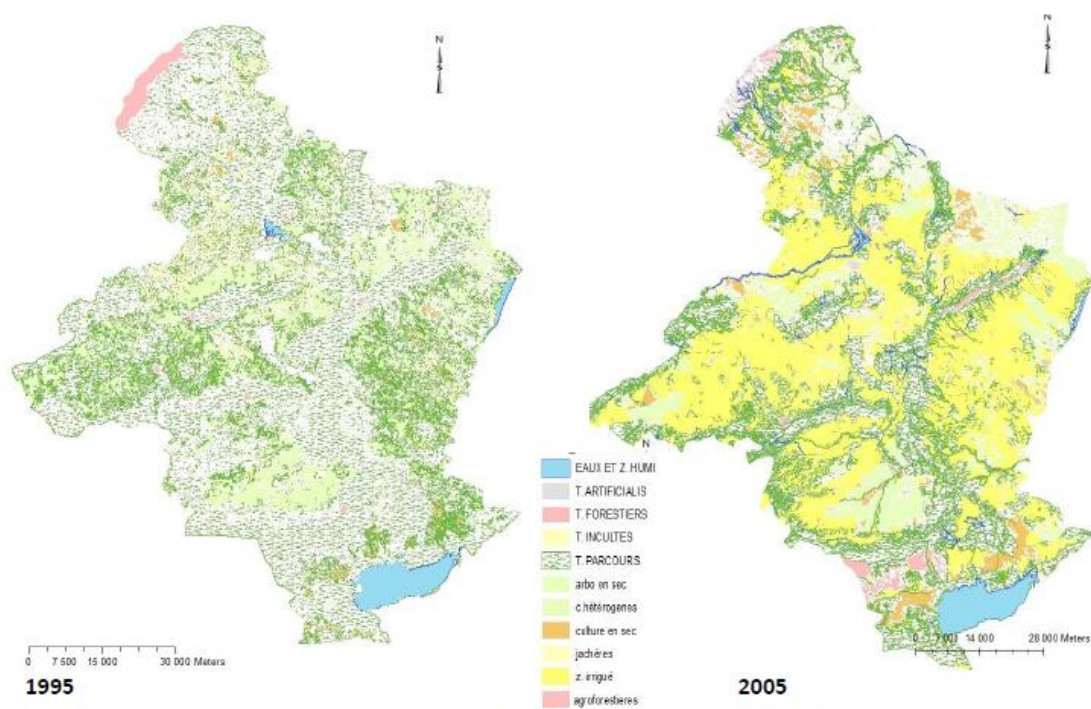 N
S
N
S
N
EAUX ET Z. HUMI
T. ARTIFICIALIS
T. FORESTIERS
T. INCULTES
T. PARCOURS
arbo en sec
c.hétérogenes
culture en sec
jachères
z. irrigué
agroforestieres
0 7 500 15 000 30 000 Meters
0 7 000 14 000 28 000 Meters
1995
2005